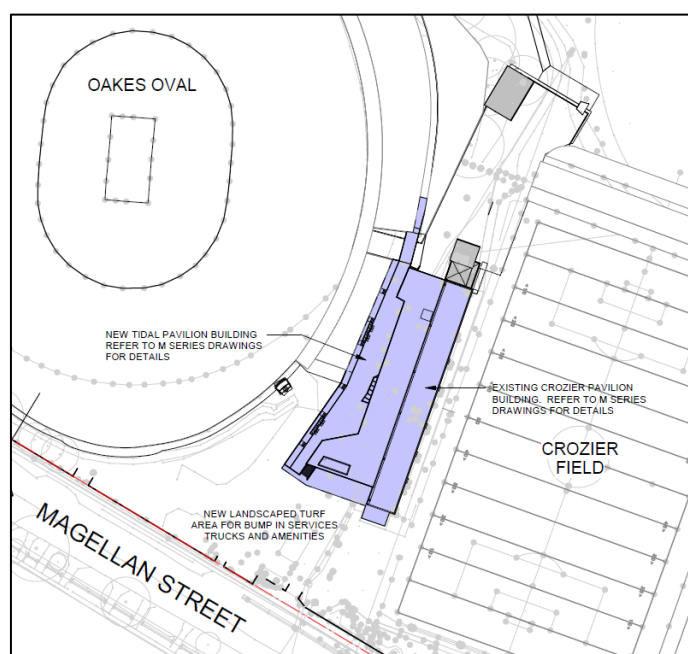 OAKES OVAL
NEW TIDAL PAVILION BUILDING
REFER TO M SERIES DRAWINGS
FOR DETAILS
EXISTING CROZIER PAVILION
BUILDING. REFER TO M SERIES
DRAWINGS FOR DETAILS
CROZIER
FIELD
NEW LANDSCAPED TURF
AREA FOR BUMP IN SERVICES
TRUCKS AND AMENITIES
MAGELLAN STREET